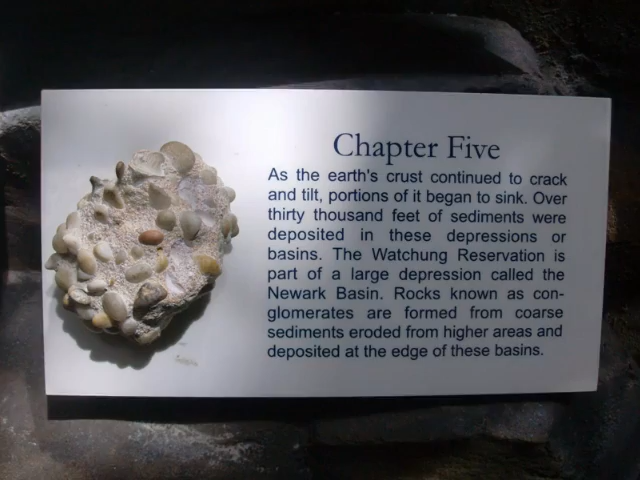 Chapter Five
As the earth's crust continued to crack
and tilt, portions of it began to sink. Over
thirty thousand feet of sediments were
deposited in these depressions or
basins. The Watchung Reservation is
part of a large depression called the
Newark Basin. Rocks known as con-
glomerates are formed from coarse
sediments eroded from higher areas and
deposited at the edge of these basins.